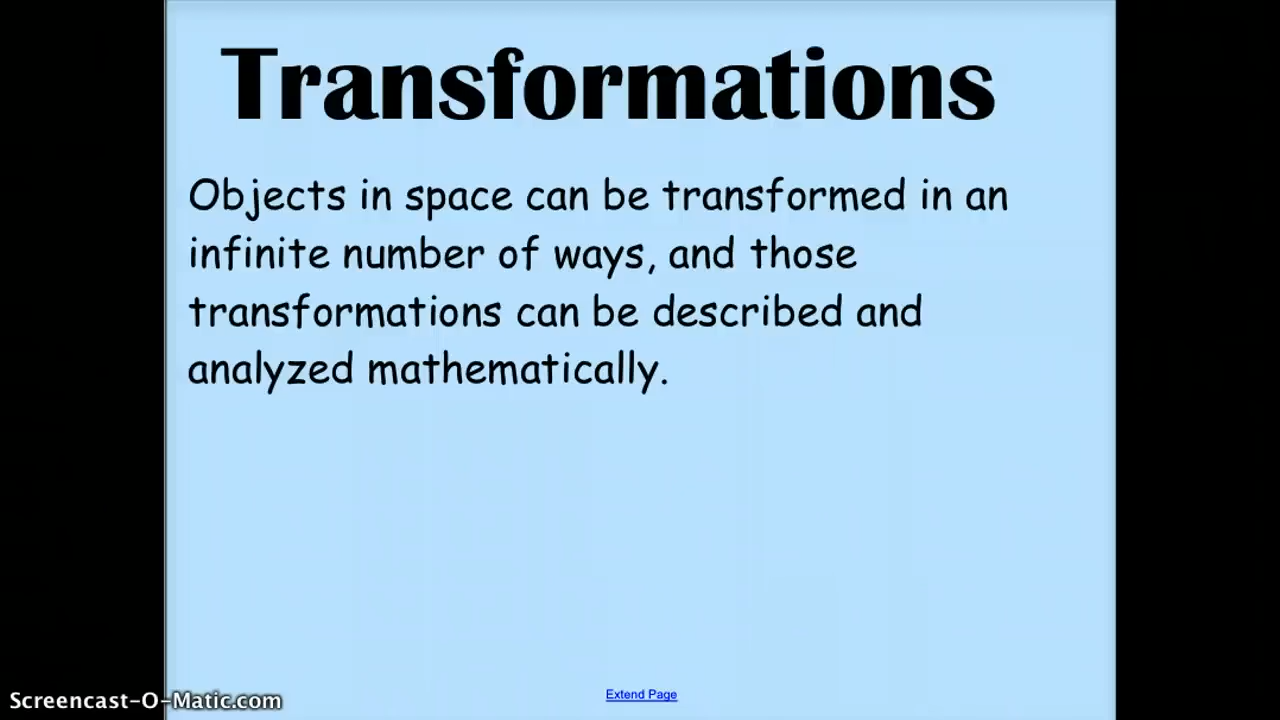 Transformations
Objects in space can be transformed in an
infinite number of ways, and those
transformations can be described and
analyzed mathematically.
Extend Page
Screencast-O-Matic.com